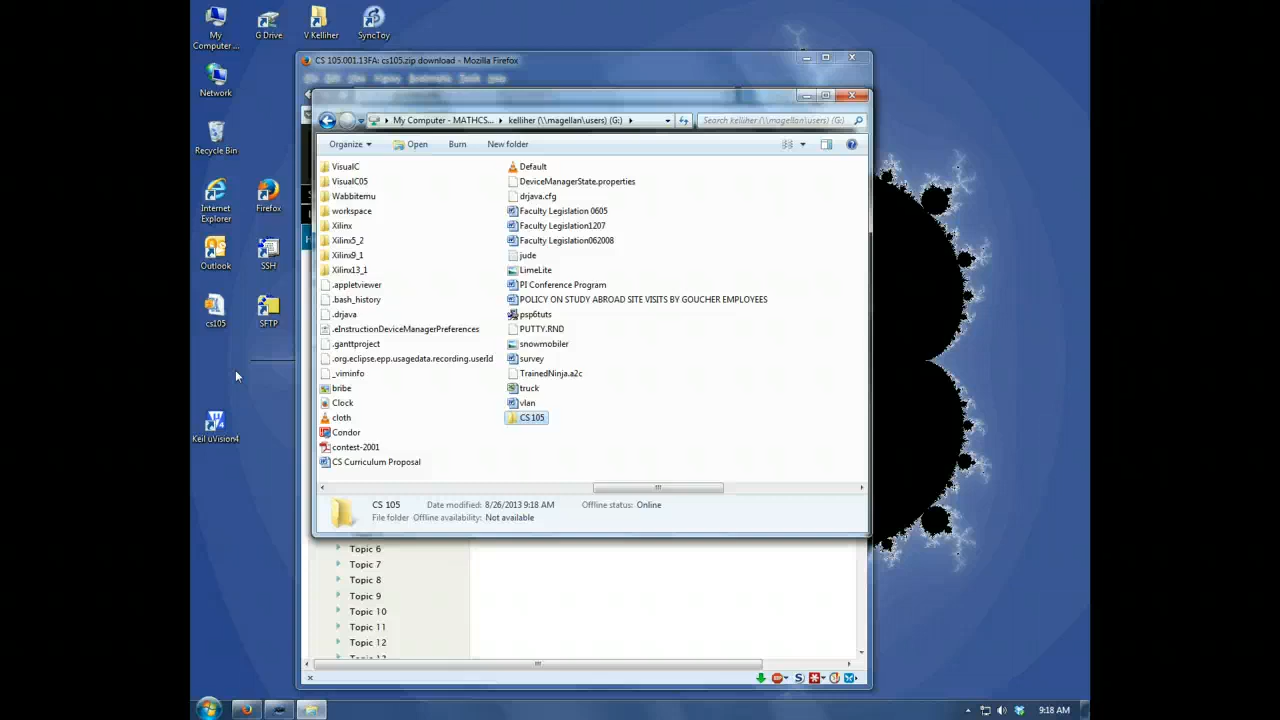 My Computer ...
G Drive
V Kelliher
SyncToy
Network
Recycle Bin
Internet Explorer
Firefox
Outlook
SSH
cs105
SFTP
Keil uVision4
CS 105.001.13FA: cs105.zip download - Mozilla Firefox
File Edit View History Bookmarks Tools Help
My Computer - MATHCS... kelliher (\\magellan\users) (G:)
Search kelliher (\\magellan\users) (G:)
Organize Open Burn New folder
VisualC
VisualC05
Wabbitemu
workspace
Xilinx
Xilinx5_2
Xilinx9_1
Xilinx13_1
.appletviewer
.bash_history
.drjava
.eInstructionDeviceManagerPreferences
.ganttproject
.org.eclipse.epp.usagedata.recording.userId
_viminfo
bribe
Clock
cloth
Condor
contest-2001
CS Curriculum Proposal
Default
DeviceManagerState.properties
drjava.cfg
Faculty Legislation 0605
Faculty Legislation1207
Faculty Legislation062008
jude
LimeLite
PI Conference Program
POLICY ON STUDY ABROAD SITE VISITS BY GOUCHER EMPLOYEES
psp6tuts
PUTTY.RND
snowmobiler
survey
TrainedNinja.a2c
truck
vlan
CS 105
CS 105 Date modified: 8/26/2013 9:18 AM Offline status: Online
File folder Offline availability: Not available
Topic 6
Topic 7
Topic 8
Topic 9
Topic 10
Topic 11
Topic 12
9:18 AM